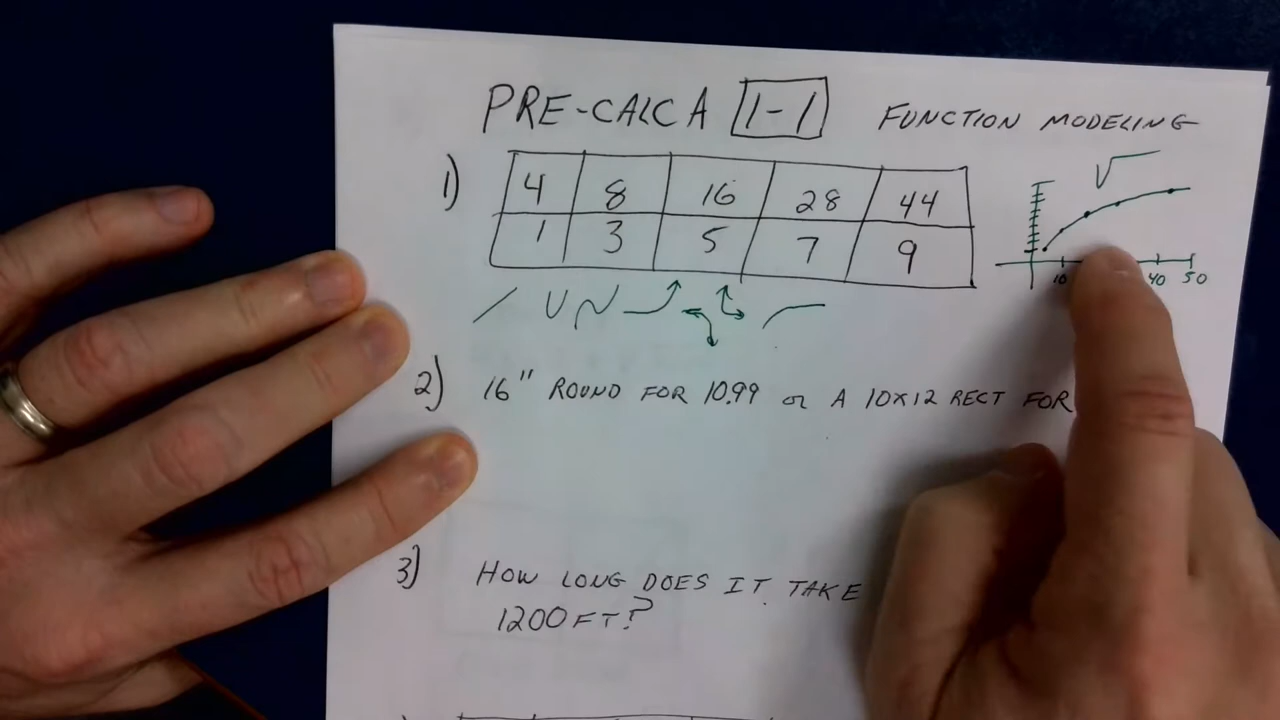 PRE-CALC A 1-1 FUNCTION MODELING
1) 4 8 16 28 44
1 3 5 7 9
√
10 40 50
2) 16" ROUND FOR 10.99 or A 10x12 RECT FOR
3) HOW LONG DOES IT TAKE
1200 FT?